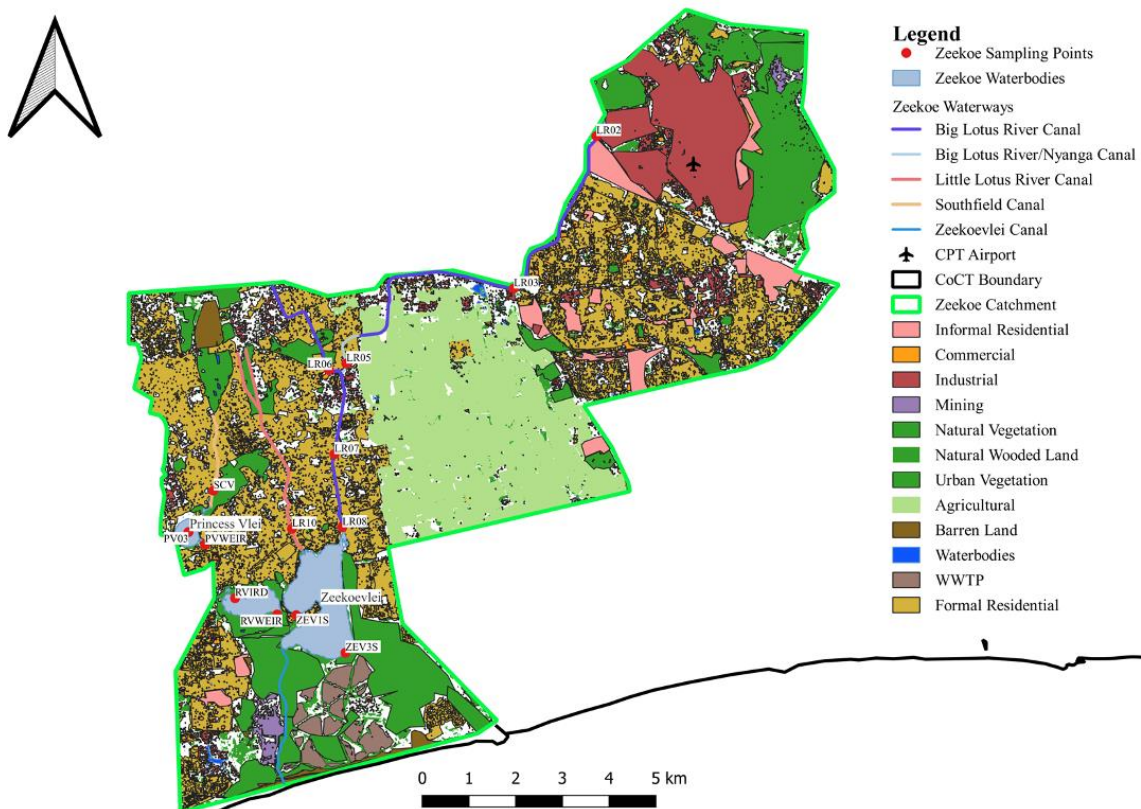 Legend
Zeekoe Sampling Points
Zeekoe Waterbodies
Zeekoe Waterways
Big Lotus River Canal
Big Lotus River/Nyanga Canal
Little Lotus River Canal
Southfield Canal
Zeekoevlei Canal
CPT Airport
CoCT Boundary
Zeekoe Catchment
Informal Residential
Commercial
Industrial
Mining
Natural Vegetation
Natural Wooded Land
Urban Vegetation
Agricultural
Barren Land
Waterbodies
WWTP
Formal Residential
LR02
LR03
LR05
LR06
LR07
SCV
Princess Vlei
LR10
LR08
PV03
PVWEIR
RVIRD
Zeekoevlei
RVWEIR
ZEV1S
ZEV3S
0 1 2 3 4 5 km